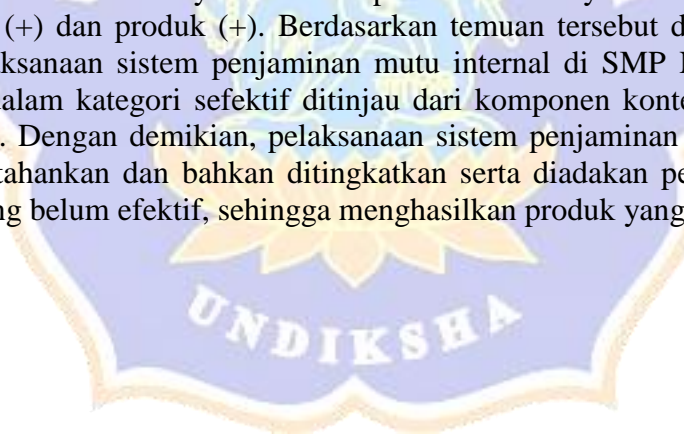 (+) dan produk (+). Berdasarkan temuan tersebut d
ksanaan sistem penjaminan mutu internal di SMP
alam kategori sefektif ditinjau dari komponen konte
. Dengan demikian, pelaksanaan sistem penjaminan
tahankan dan bahkan ditingkatkan serta diadakan pe
ng belum efektif, sehingga menghasilkan produk yang
UNDIKSHA